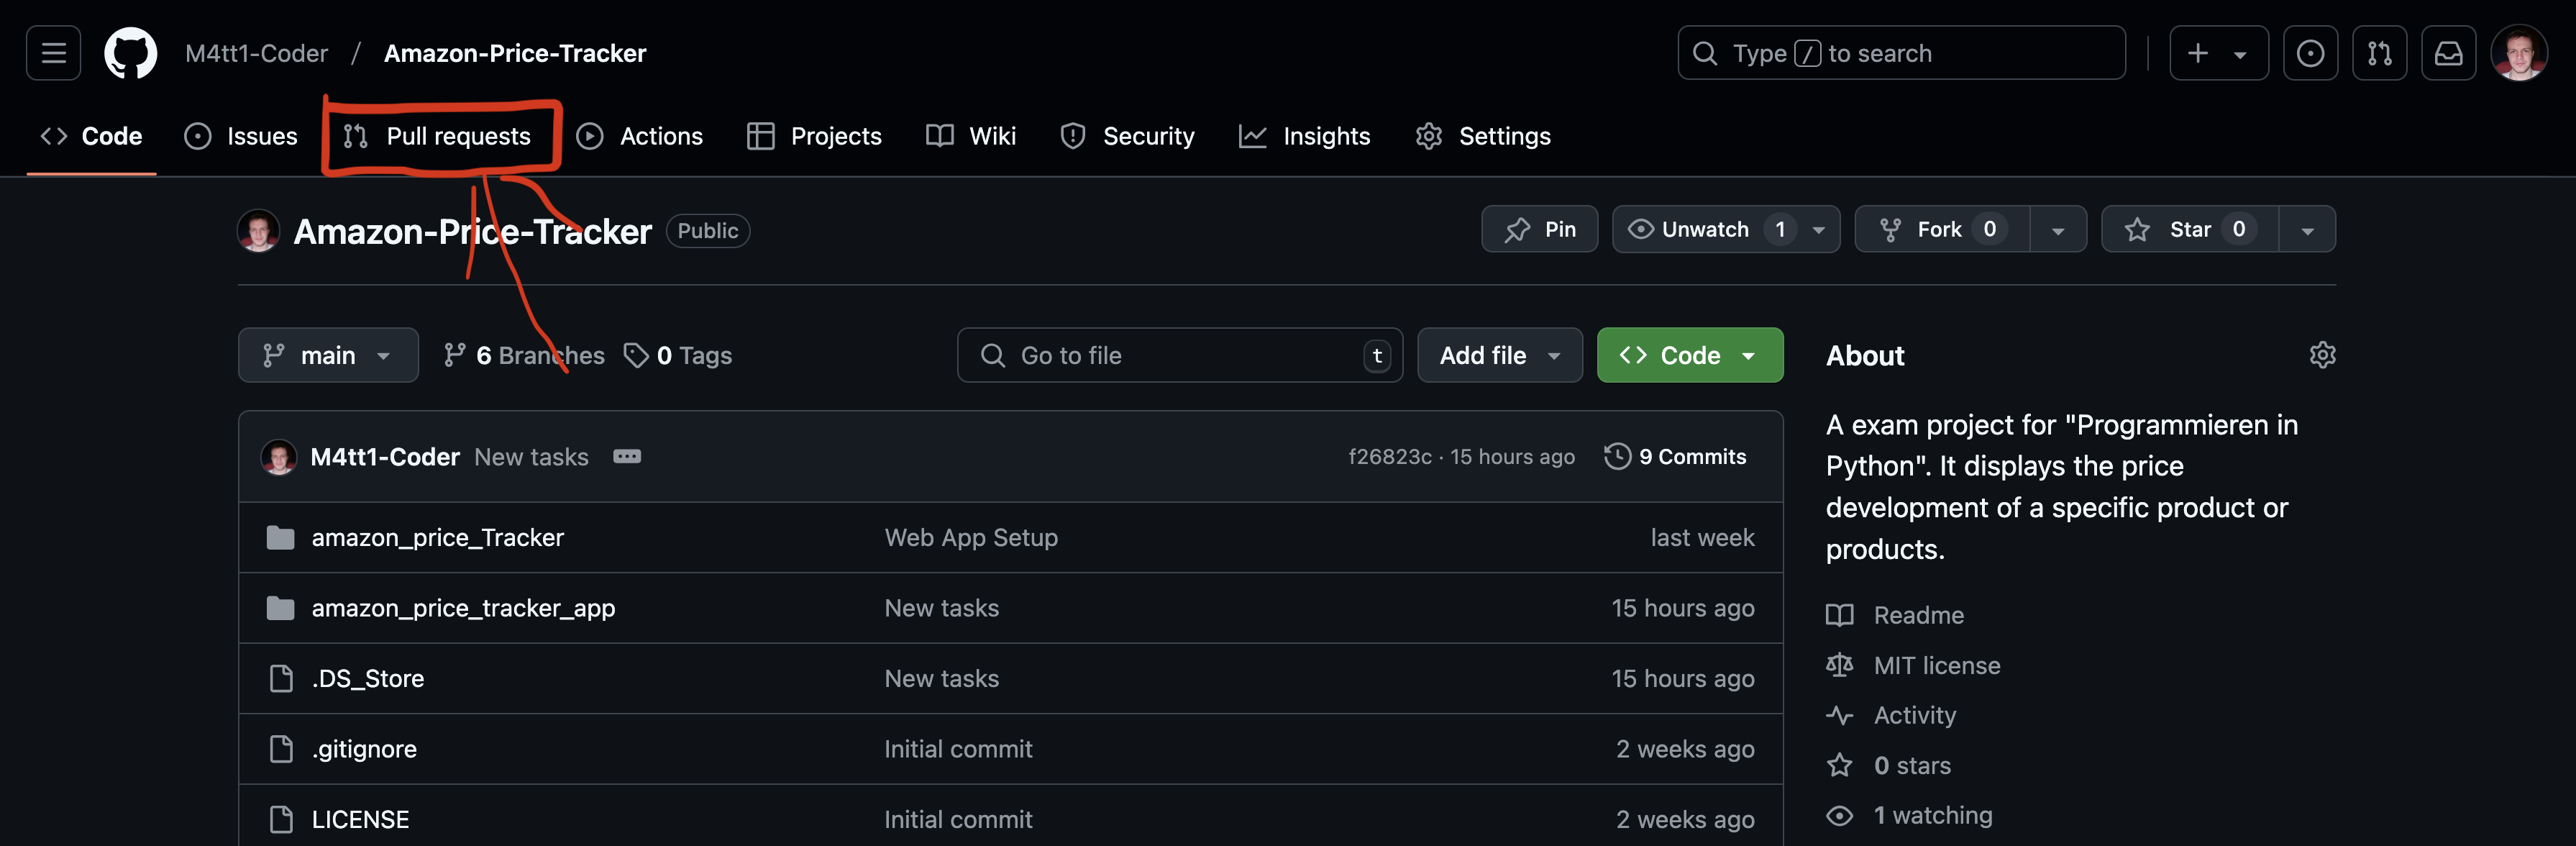 M4tt1-Coder / Amazon-Price-Tracker
Type / to search
Code Issues Pull requests Actions Projects Wiki Security Insights Settings
Amazon-Price-Tracker Public
Pin Unwatch 1 Fork 0 Star 0
main 6 Branches 0 Tags
Go to file t Add file Code
M4tt1-Coder New tasks f26823c · 15 hours ago 9 Commits
amazon_price_Tracker Web App Setup last week
amazon_price_tracker_app New tasks 15 hours ago
.DS_Store New tasks 15 hours ago
.gitignore Initial commit 2 weeks ago
LICENSE Initial commit 2 weeks ago
About
A exam project for "Programmieren in
Python". It displays the price
development of a specific product or
products.
Readme
MIT license
Activity
0 stars
1 watching